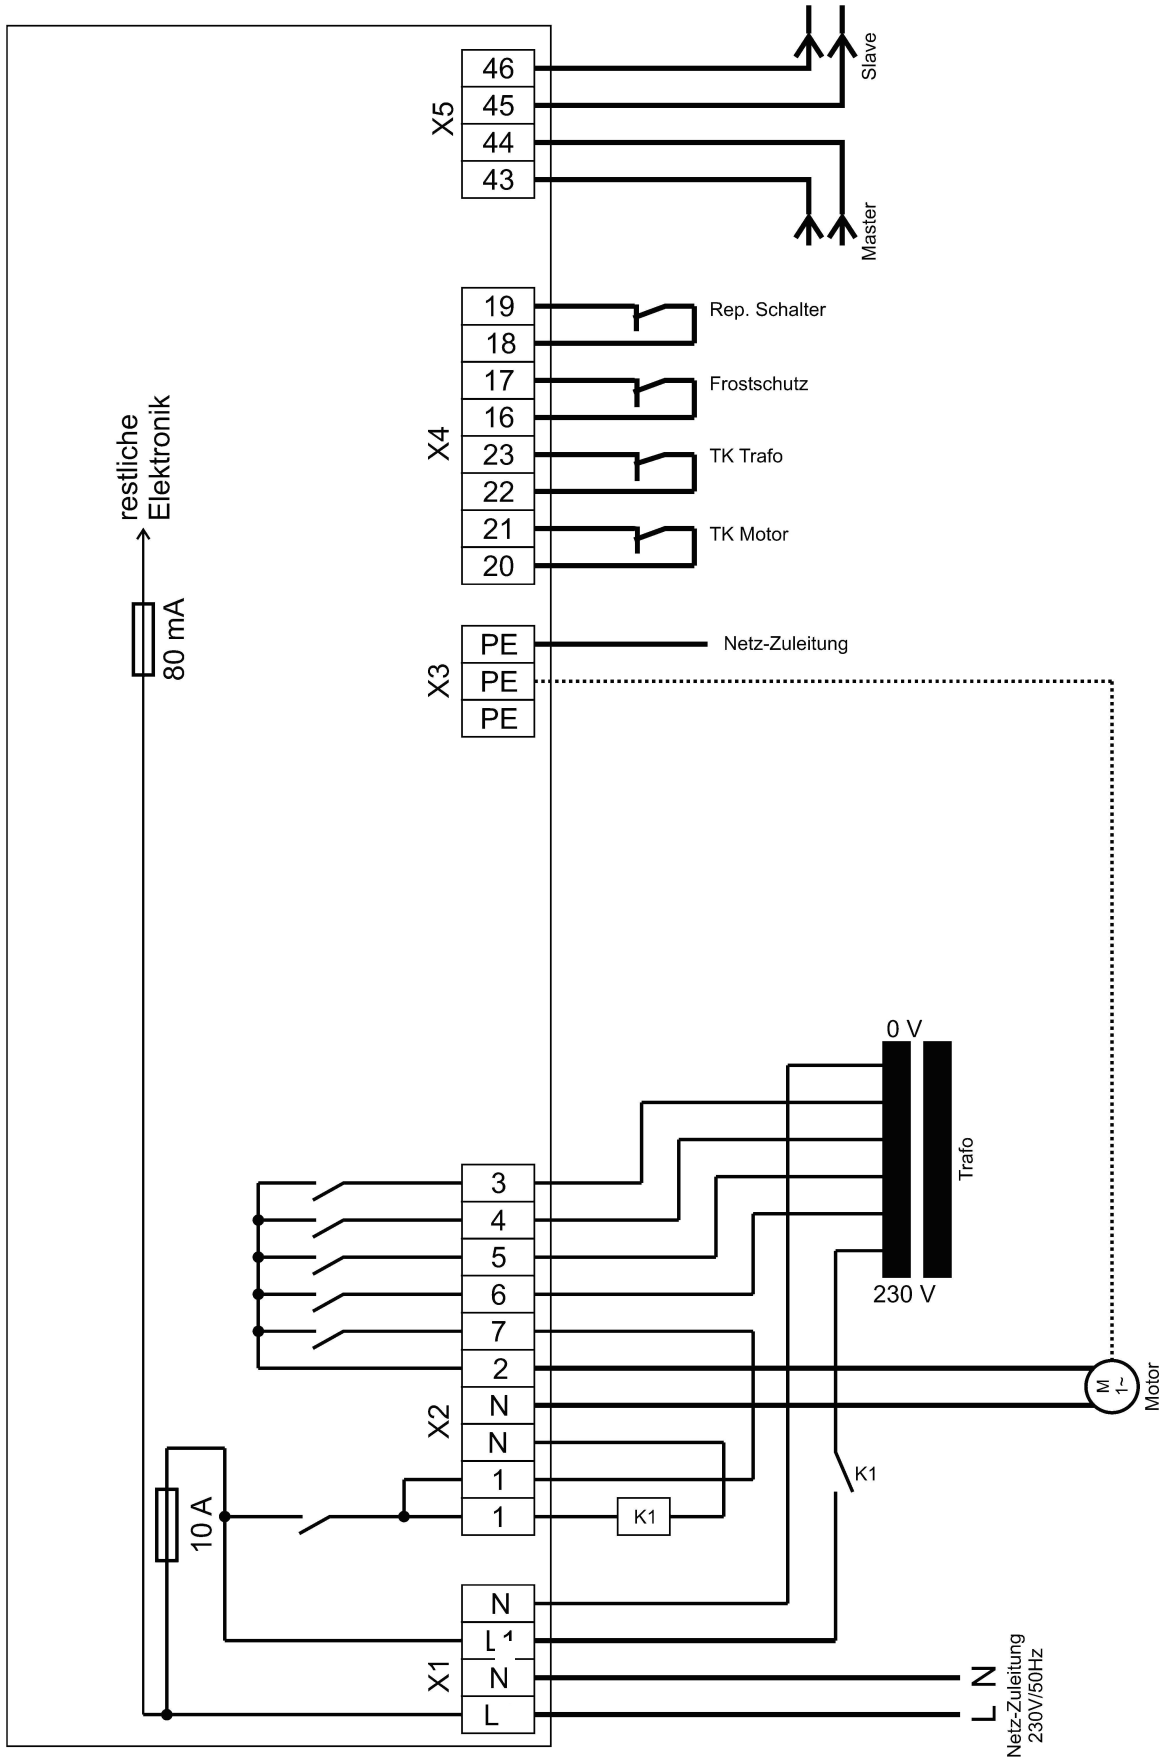 46
45
44
43
X5
Slave
Master
19
18
17
16
23
22
21
20
X4
Rep. Schalter
Frostschutz
TK Trafo
TK Motor
restliche
Elektronik
80 mA
PE
PE
PE
X3
Netz-Zuleitung
0 V
Trafo
230 V
3
4
5
6
7
2
N
N
1
1
X2
M
1~
Motor
K1
K1
10 A
N
L1
N
L
X1
N
L
Netz-Zuleitung
230V/50Hz